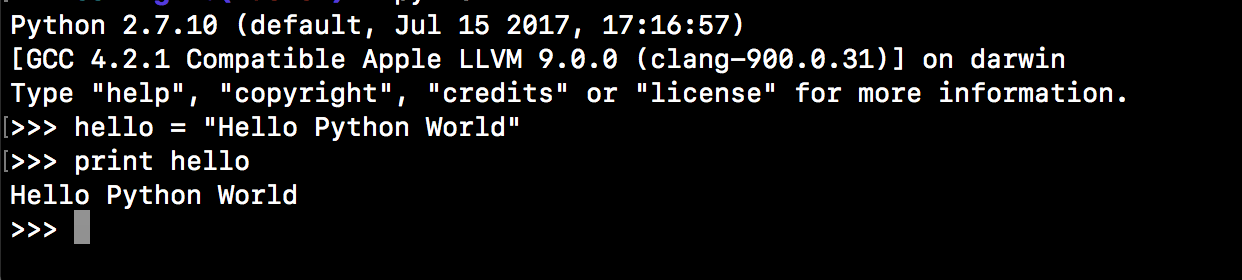 Python 2.7.10 (default, Jul 15 2017, 17:16:57)
[GCC 4.2.1 Compatible Apple LLVM 9.0.0 (clang-900.0.31)] on darwin
Type "help", "copyright", "credits" or "license" for more information.
[>>> hello = "Hello Python World"
[>>> print hello
Hello Python World
>>>